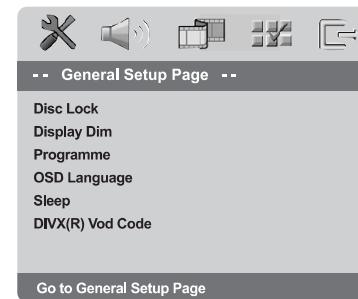 -- General Setup Page --
Disc Lock
Display Dim
Programme
OSD Language
Sleep
DIVX(R) Vod Code
Go to General Setup Page